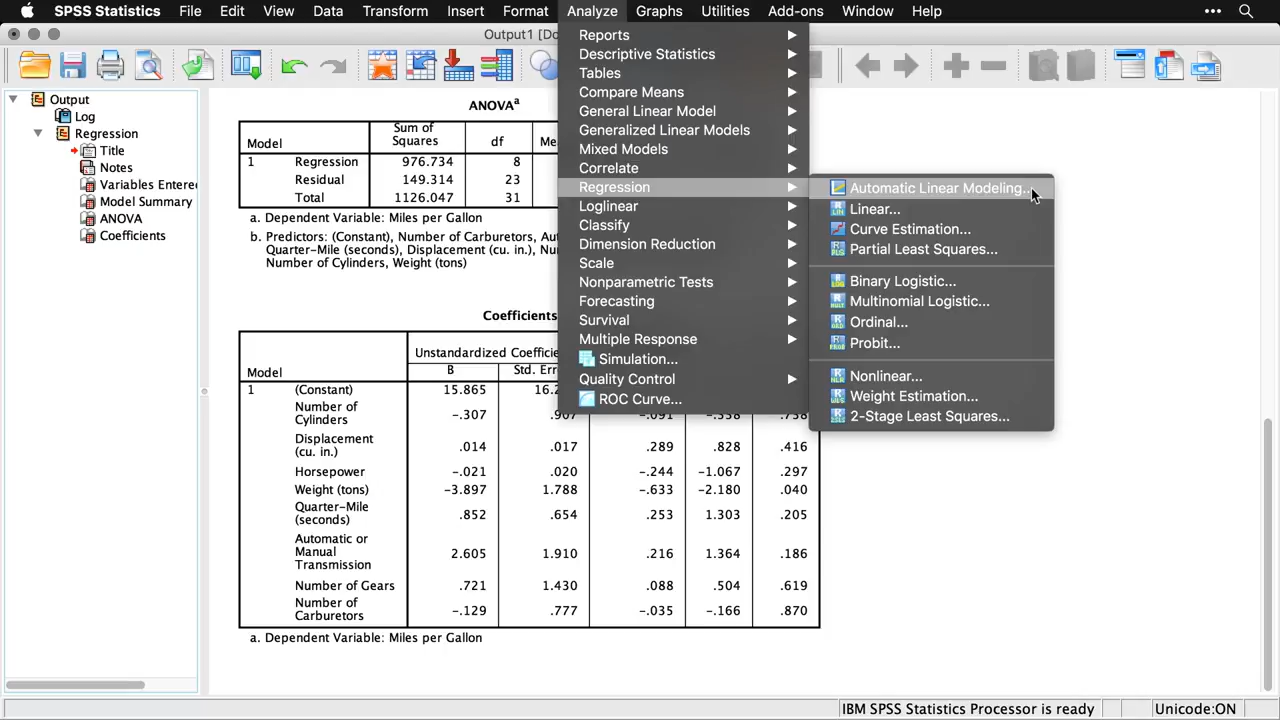 SPSS Statistics File Edit View Data Transform Insert Format Analyze Graphs Utilities Add-ons Window Help
Output1 [Do
Output
Log
Regression
Title
Notes
Variables Entere
Model Summary
ANOVA
Coefficients
ANOVAa
Model Sum of Squares df Me
1 Regression 976.734 8
Residual 149.314 23
Total 1126.047 31
a. Dependent Variable: Miles per Gallon
b. Predictors: (Constant), Number of Carburetors, Aut
Quarter-Mile (seconds), Displacement (cu. in.), Nu
Number of Cylinders, Weight (tons)
Coefficients
Unstandardized Coefficie
Model B Std. Erro
1 (Constant) 15.865 16.2
Number of Cylinders -.307 .907 -.091 -.338 .738
Displacement (cu. in.) .014 .017 .289 .828 .416
Horsepower -.021 .020 -.244 -1.067 .297
Weight (tons) -3.897 1.788 -.633 -2.180 .040
Quarter-Mile (seconds) .852 .654 .253 1.303 .205
Automatic or Manual Transmission 2.605 1.910 .216 1.364 .186
Number of Gears .721 1.430 .088 .504 .619
Number of Carburetors -.129 .777 -.035 -.166 .870
a. Dependent Variable: Miles per Gallon
Reports
Descriptive Statistics
Tables
Compare Means
General Linear Model
Generalized Linear Models
Mixed Models
Correlate
Regression
Loglinear
Classify
Dimension Reduction
Scale
Nonparametric Tests
Forecasting
Survival
Multiple Response
Simulation...
Quality Control
ROC Curve...
Automatic Linear Modeling...
Linear...
Curve Estimation...
Partial Least Squares...
Binary Logistic...
Multinomial Logistic...
Ordinal...
Probit...
Nonlinear...
Weight Estimation...
2-Stage Least Squares...
IBM SPSS Statistics Processor is ready Unicode:ON